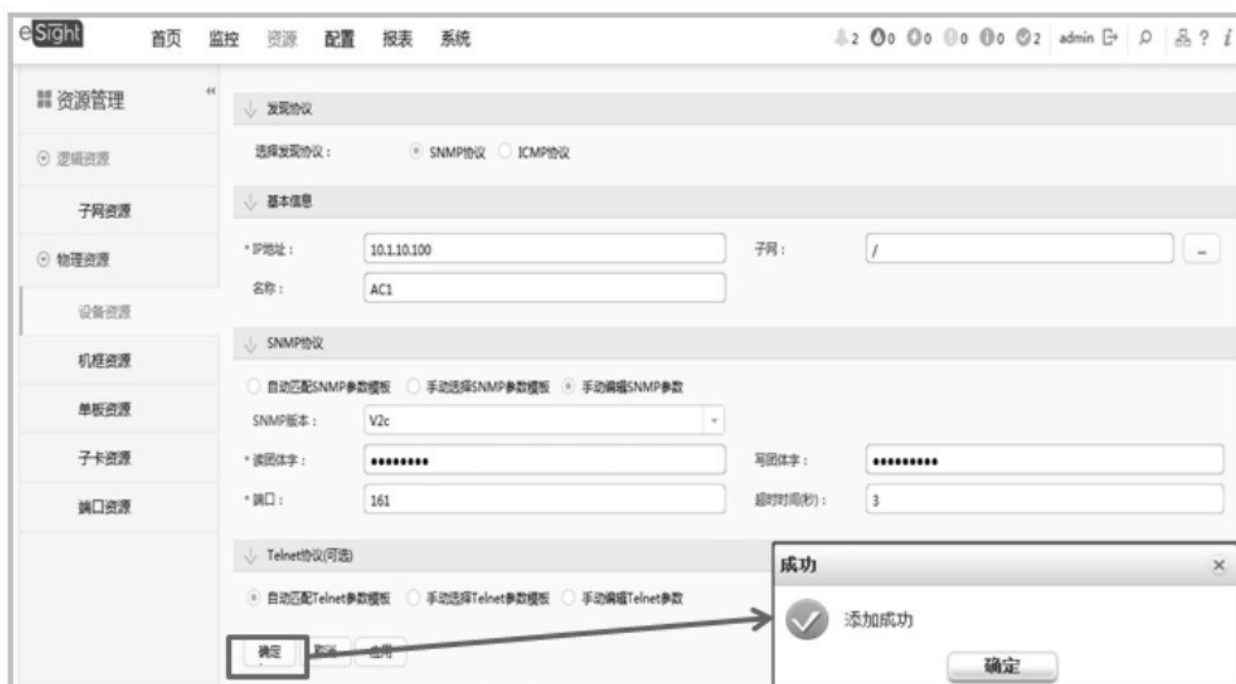 eSight 首页 监控 资源 配置 报表 系统 2 0 0 0 0 2 admin ?  i
资源管理
逻辑资源
子网资源
物理资源
设备资源
机框资源
单板资源
子卡资源
端口资源
发现协议
选择发现协议： SNMP协议 ICMP协议
基本信息
* IP地址： 10.1.10.100 子网： / ...
名称： AC1
SNMP协议
自动匹配SNMP参数模板 手动选择SNMP参数模板 手动编辑SNMP参数
SNMP版本： V2c
* 读团体字： •••••••• 写团体字： •••••••••
* 端口： 161 超时时间(秒)： 3
Telnet协议(可选)
自动匹配Telnet参数模板 手动选择Telnet参数模板 手动编辑Telnet参数
确定 取消 应用
成功 ×
添加成功
确定